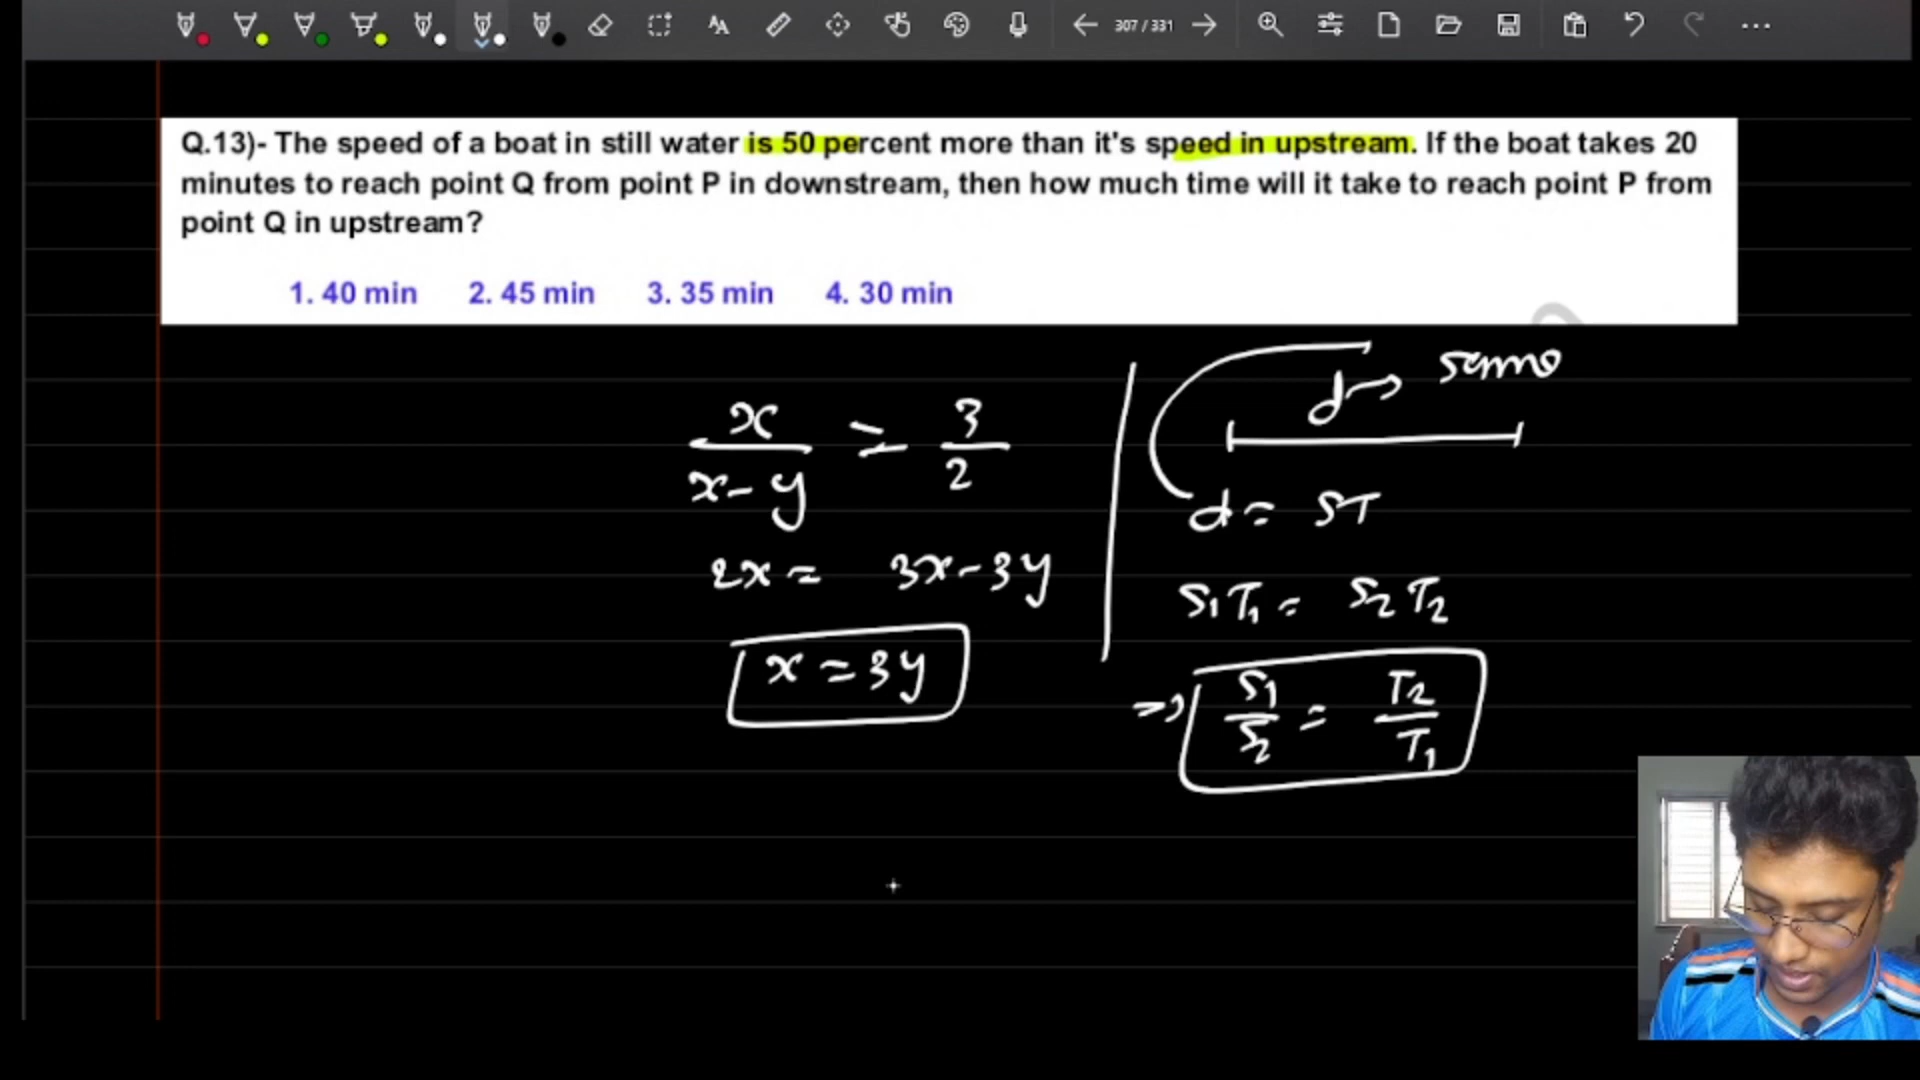 307 / 331
Q.13)- The speed of a boat in still water is 50 percent more than it's speed in upstream. If the boat takes 20
minutes to reach point Q from point P in downstream, then how much time will it take to reach point P from
point Q in upstream?
1. 40 min 2. 45 min 3. 35 min 4. 30 min
x/x-y = 3/2
2x = 3x-3y
x = 3y
d→ same
d = ST
S₁T₁ = S₂T₂
⇒ S₁/S₂ = T₂/T₁